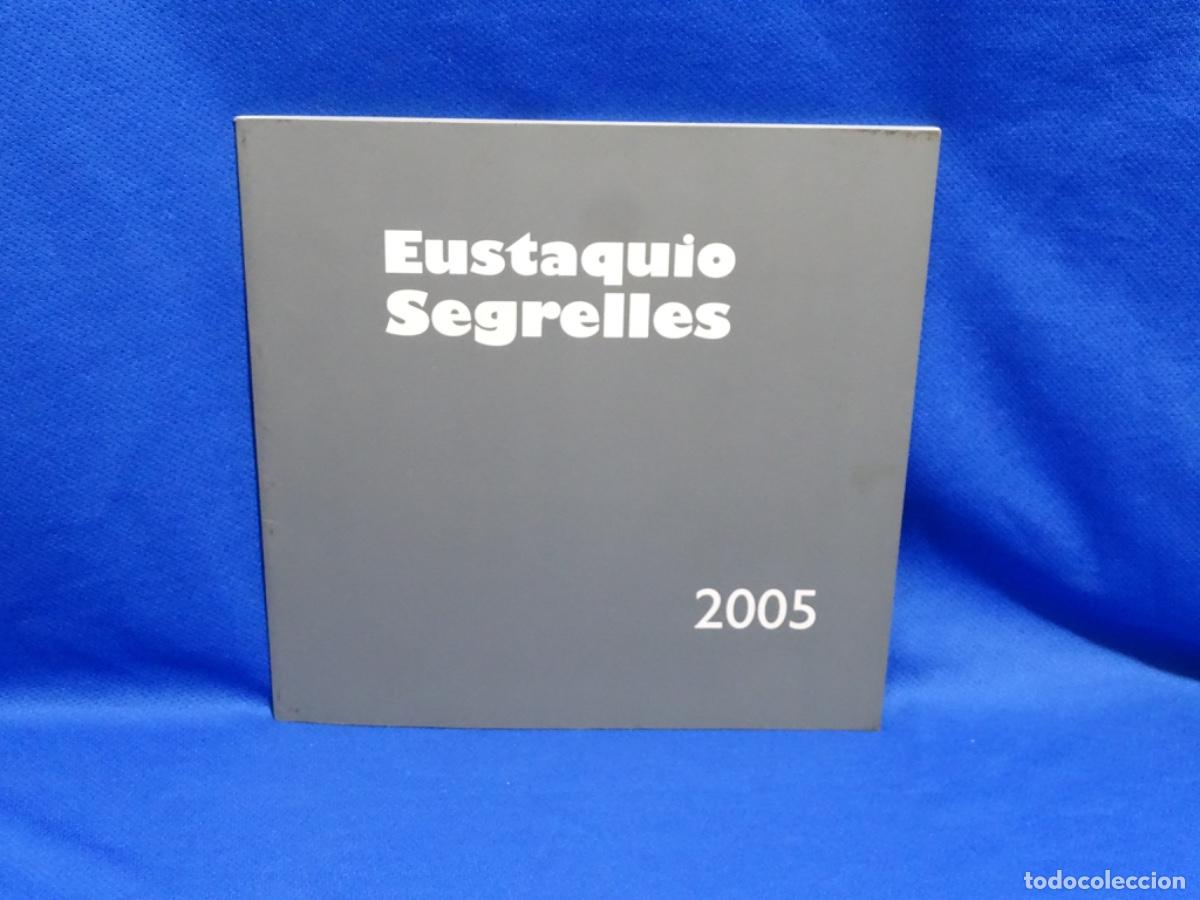 Eustaquio
Segrelles
2005
todocoleccion